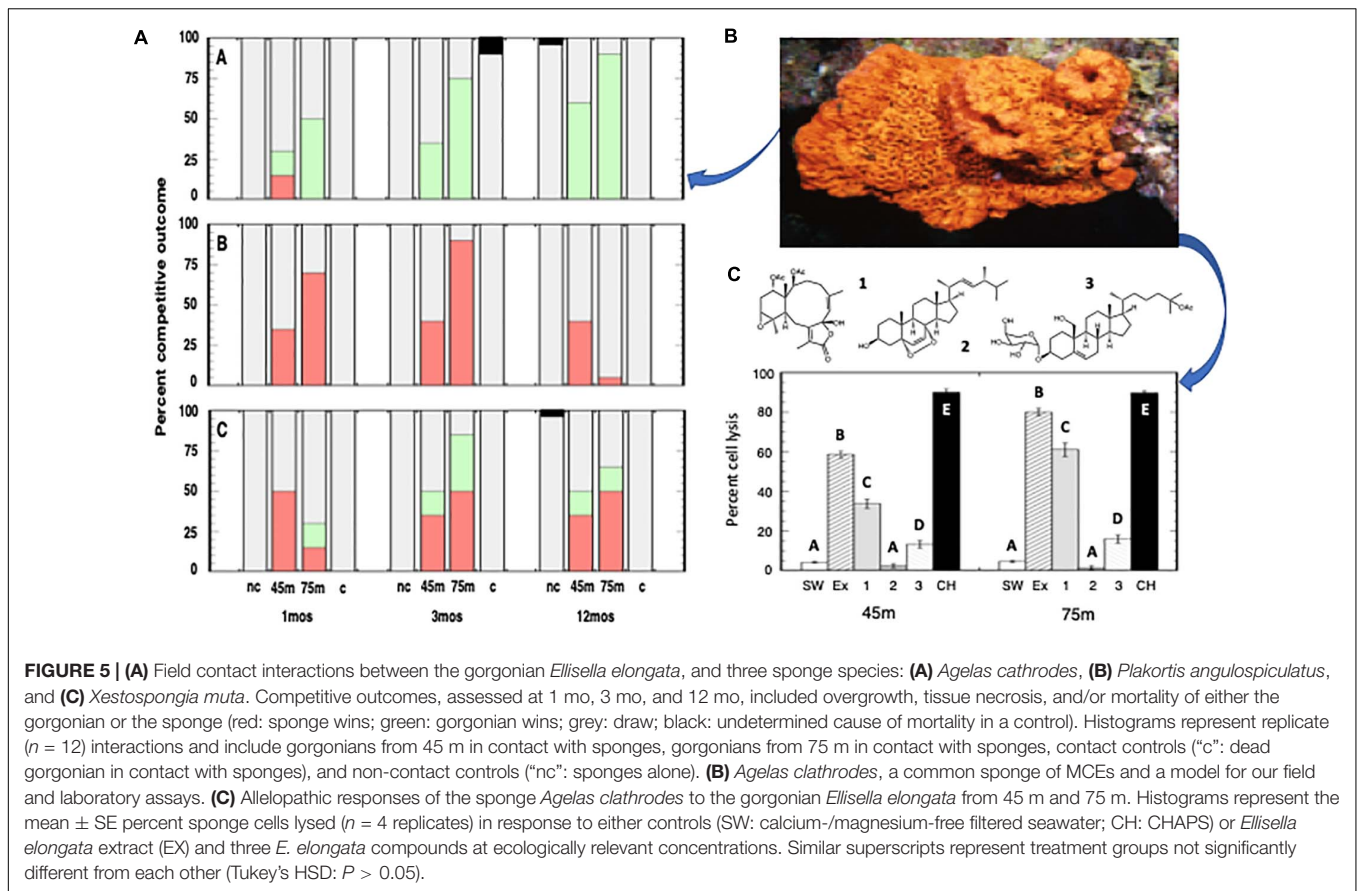 A
A
100
75
50
25
0
B
100
75
50
25
0
C
100
75
50
25
0
Percent competitive outcome
nc 45m 75m c nc 45m 75m c nc 45m 75m c
1mos 3mos 12mos
B
C
OAc
OAc
1
O
OH
O
O
HO
O
O
H
H
2
3
OH
HO
HO
OH
O
O
HO
H
H
OAc
100
80
60
40
20
0
Percent cell lysis
A B C A D E A B C A D E
SW Ex 1 2 3 CH SW Ex 1 2 3 CH
45m 75m
FIGURE 5 | (A) Field contact interactions between the gorgonian Ellisella elongata, and three sponge species: (A) Agelas cathrodes, (B) Plakortis angulospiculatus,
and (C) Xestospongia muta. Competitive outcomes, assessed at 1 mo, 3 mo, and 12 mo, included overgrowth, tissue necrosis, and/or mortality of either the
gorgonian or the sponge (red: sponge wins; green: gorgonian wins; grey: draw; black: undetermined cause of mortality in a control). Histograms represent replicate
(n = 12) interactions and include gorgonians from 45 m in contact with sponges, gorgonians from 75 m in contact with sponges, contact controls (“c”: dead
gorgonian in contact with sponges), and non-contact controls (“nc”: sponges alone). (B) Agelas clathrodes, a common sponge of MCEs and a model for our field
and laboratory assays. (C) Allelopathic responses of the sponge Agelas clathrodes to the gorgonian Ellisella elongata from 45 m and 75 m. Histograms represent the
mean ± SE percent sponge cells lysed (n = 4 replicates) in response to either controls (SW: calcium-/magnesium-free filtered seawater; CH: CHAPS) or Ellisella
elongata extract (EX) and three E. elongata compounds at ecologically relevant concentrations. Similar superscripts represent treatment groups not significantly
different from each other (Tukey’s HSD: P > 0.05).